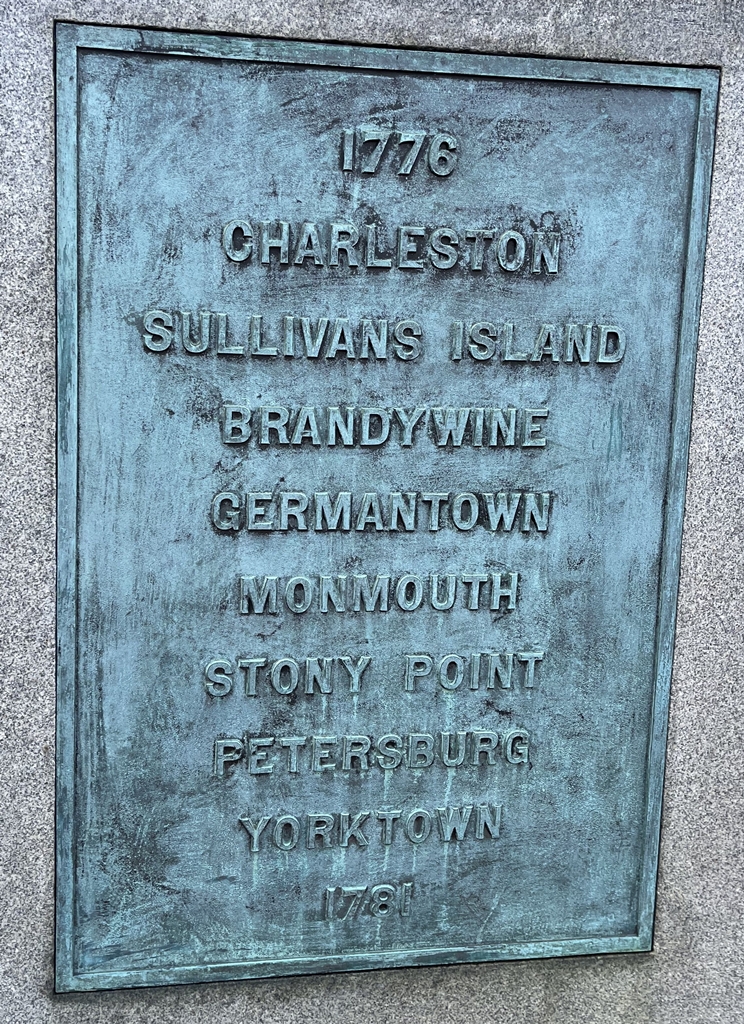 1776
CHARLESTON
SULLIVANS ISLAND
BRANDYWINE
GERMANTOWN
MONMOUTH
STONY POINT
PETERSBURG
YORKTOWN
1781